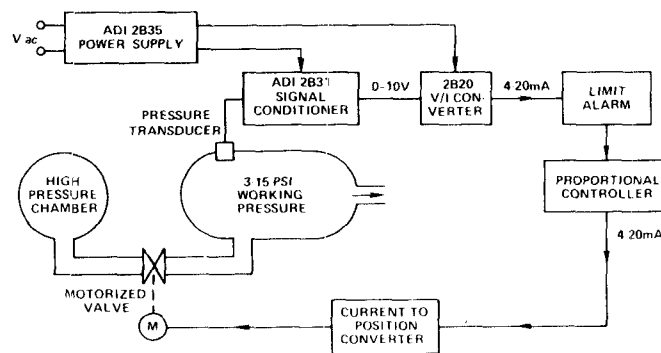 V ac
ADI 2B35
POWER SUPPLY
ADI 2B31
SIGNAL
CONDITIONER
0-10V
2B20
V/I CON-
VERTER
4-20mA
LIMIT
ALARM
PRESSURE
TRANSDUCER
HIGH
PRESSURE
CHAMBER
3-15 PSI
WORKING
PRESSURE
PROPORTIONAL
CONTROLLER
4 20mA
MOTORIZED
VALVE
M
CURRENT TO
POSITION
CONVERTER